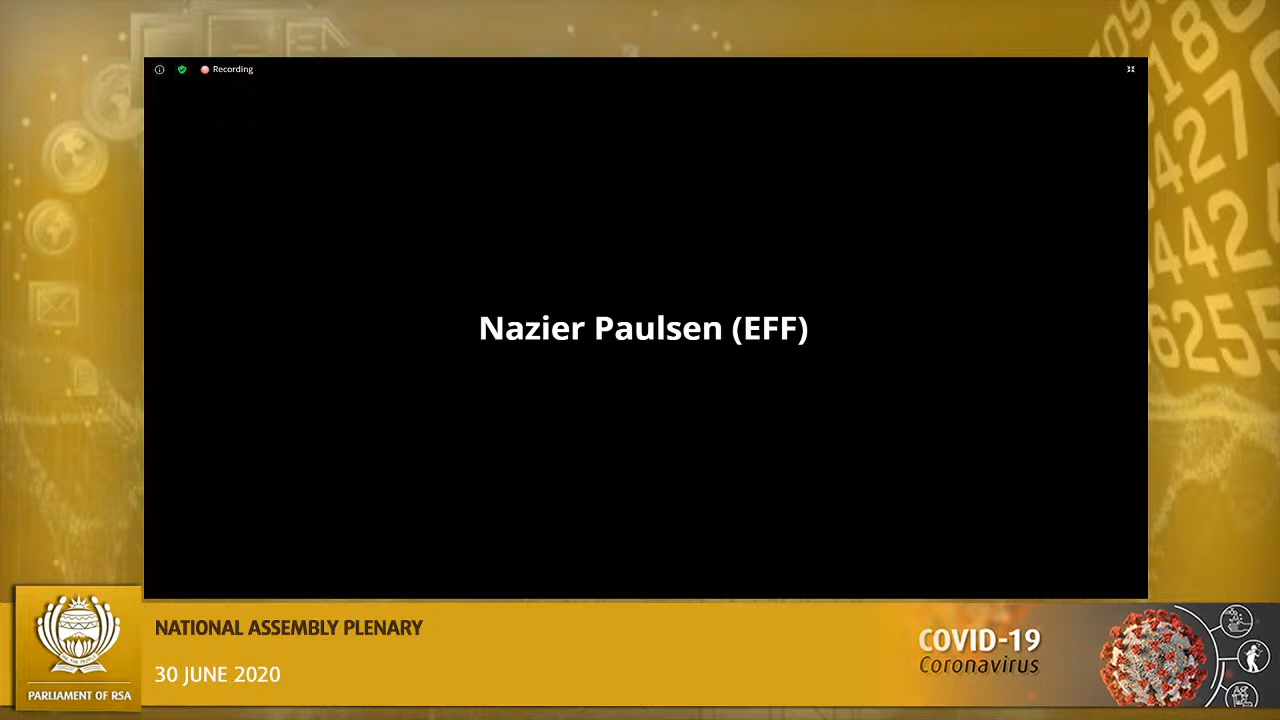 Recording
Nazier Paulsen (EFF)
NATIONAL ASSEMBLY PLENARY
30 JUNE 2020
PARLIAMENT OF RSA
COVID-19
Coronavirus